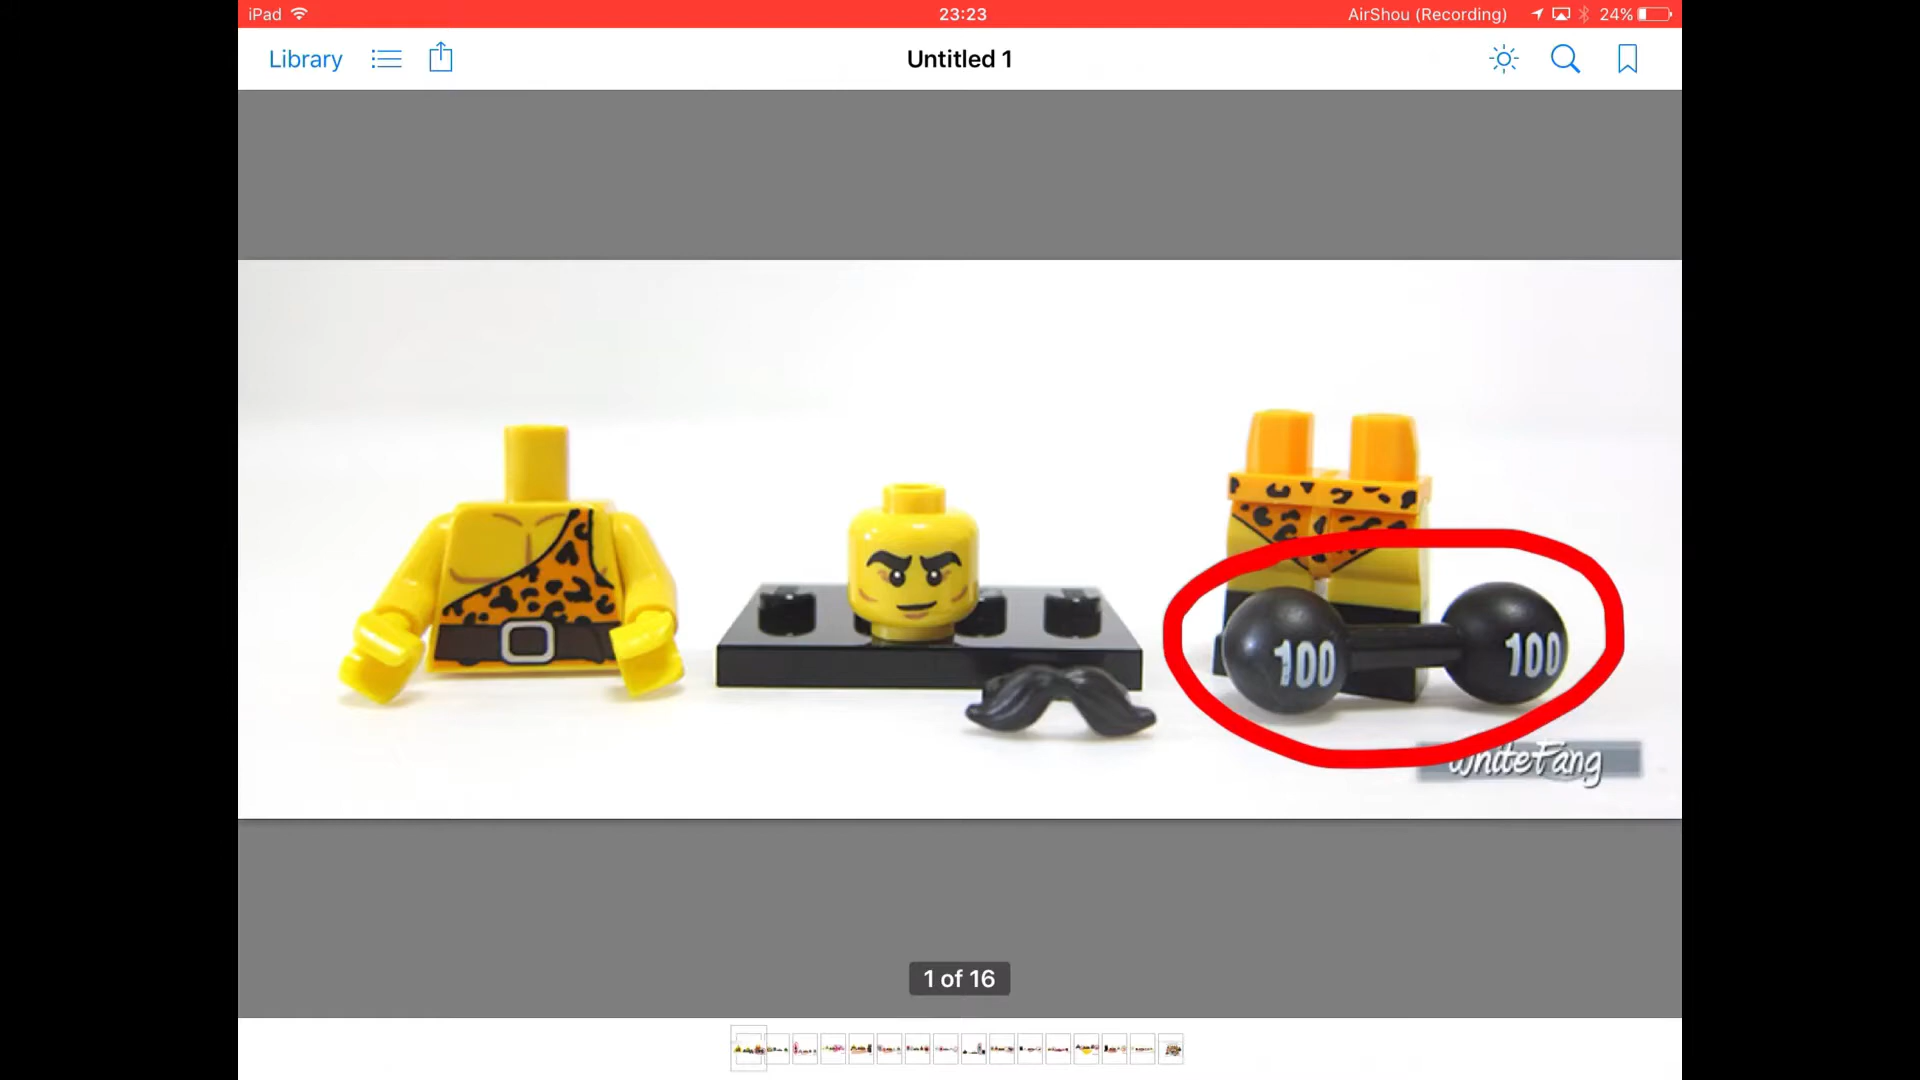 iPad
23:23
AirShou (Recording)
24%
Library
Untitled 1
100
100
WhiteFang
1 of 16